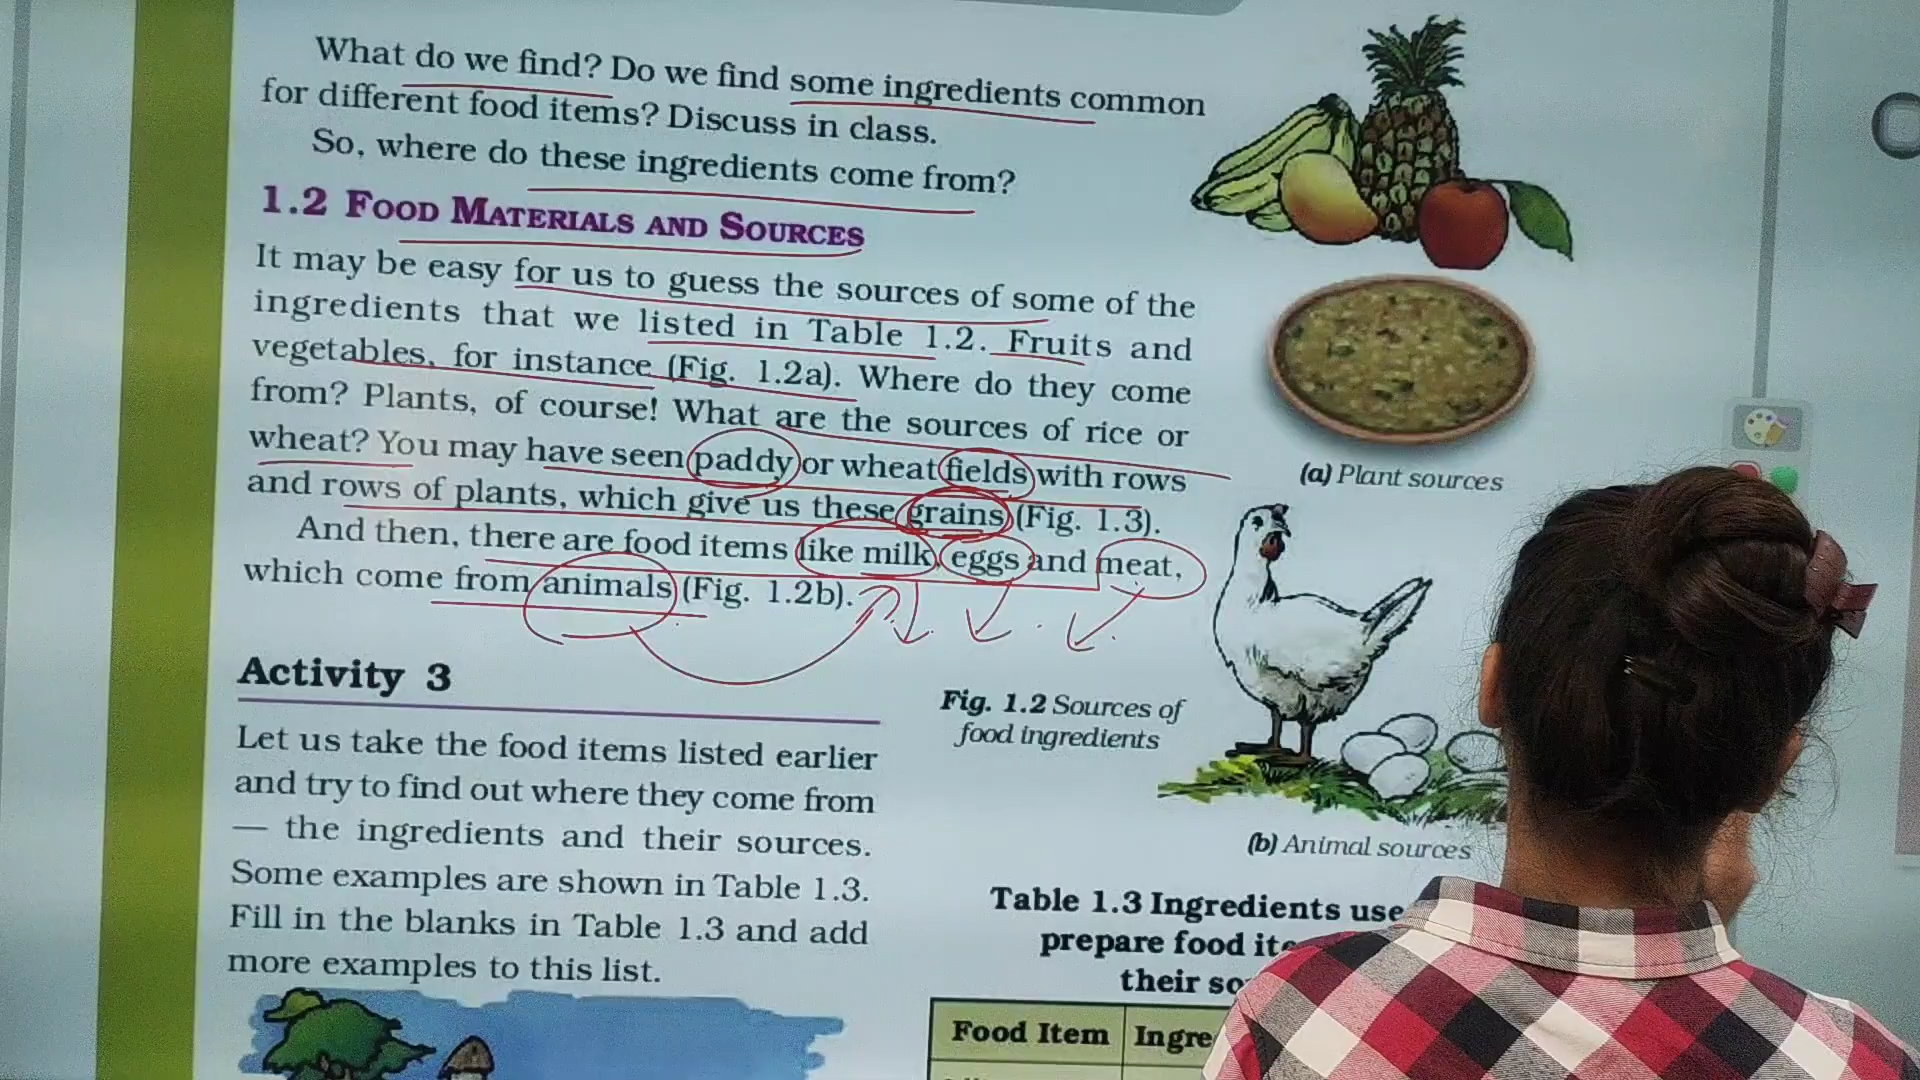 What do we find? Do we find some ingredients common
for different food items? Discuss in class.
So, where do these ingredients come from?
1.2 FOOD MATERIALS AND SOURCES
It may be easy for us to guess the sources of some of the
ingredients that we listed in Table 1.2. Fruits and
vegetables, for instance (Fig. 1.2a). Where do they come
from? Plants, of course! What are the sources of rice or
wheat? You may have seen paddy or wheat fields with rows
and rows of plants, which give us these grains (Fig. 1.3).
And then, there are food items like milk, eggs and meat,
which come from animals (Fig. 1.2b).
Activity 3
Let us take the food items listed earlier
and try to find out where they come from
— the ingredients and their sources.
Some examples are shown in Table 1.3.
Fill in the blanks in Table 1.3 and add
more examples to this list.
(a) Plant sources
Fig. 1.2 Sources of
food ingredients
(b) Animal sources
Table 1.3 Ingredients use
prepare food ite
their so
Food Item Ingre